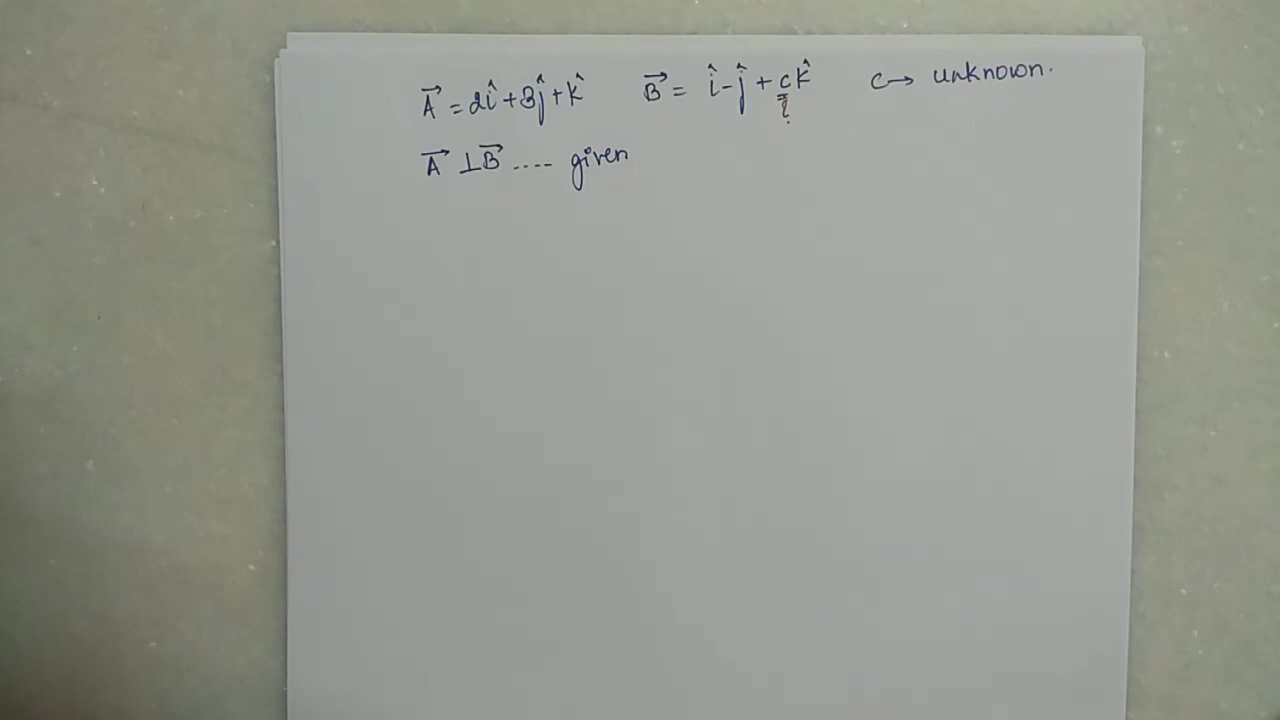 A⃗ = 2î + 3ĵ + k̂ B⃗ = î - ĵ + ck̂ c → unknown.
?
A⃗ ⊥ B⃗ .... given